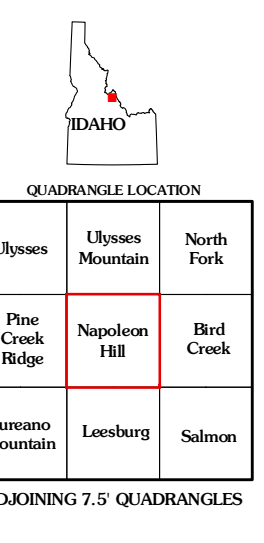 IDAHO
QUADRANGLE LOCATION
Ulysses
Ulysses
Mountain
North
Fork
Pine
Creek
Ridge
Napoleon
Hill
Bird
Creek
ureano
ountain
Leesburg
Salmon
DJOINING 7.5' QUADRANGLES